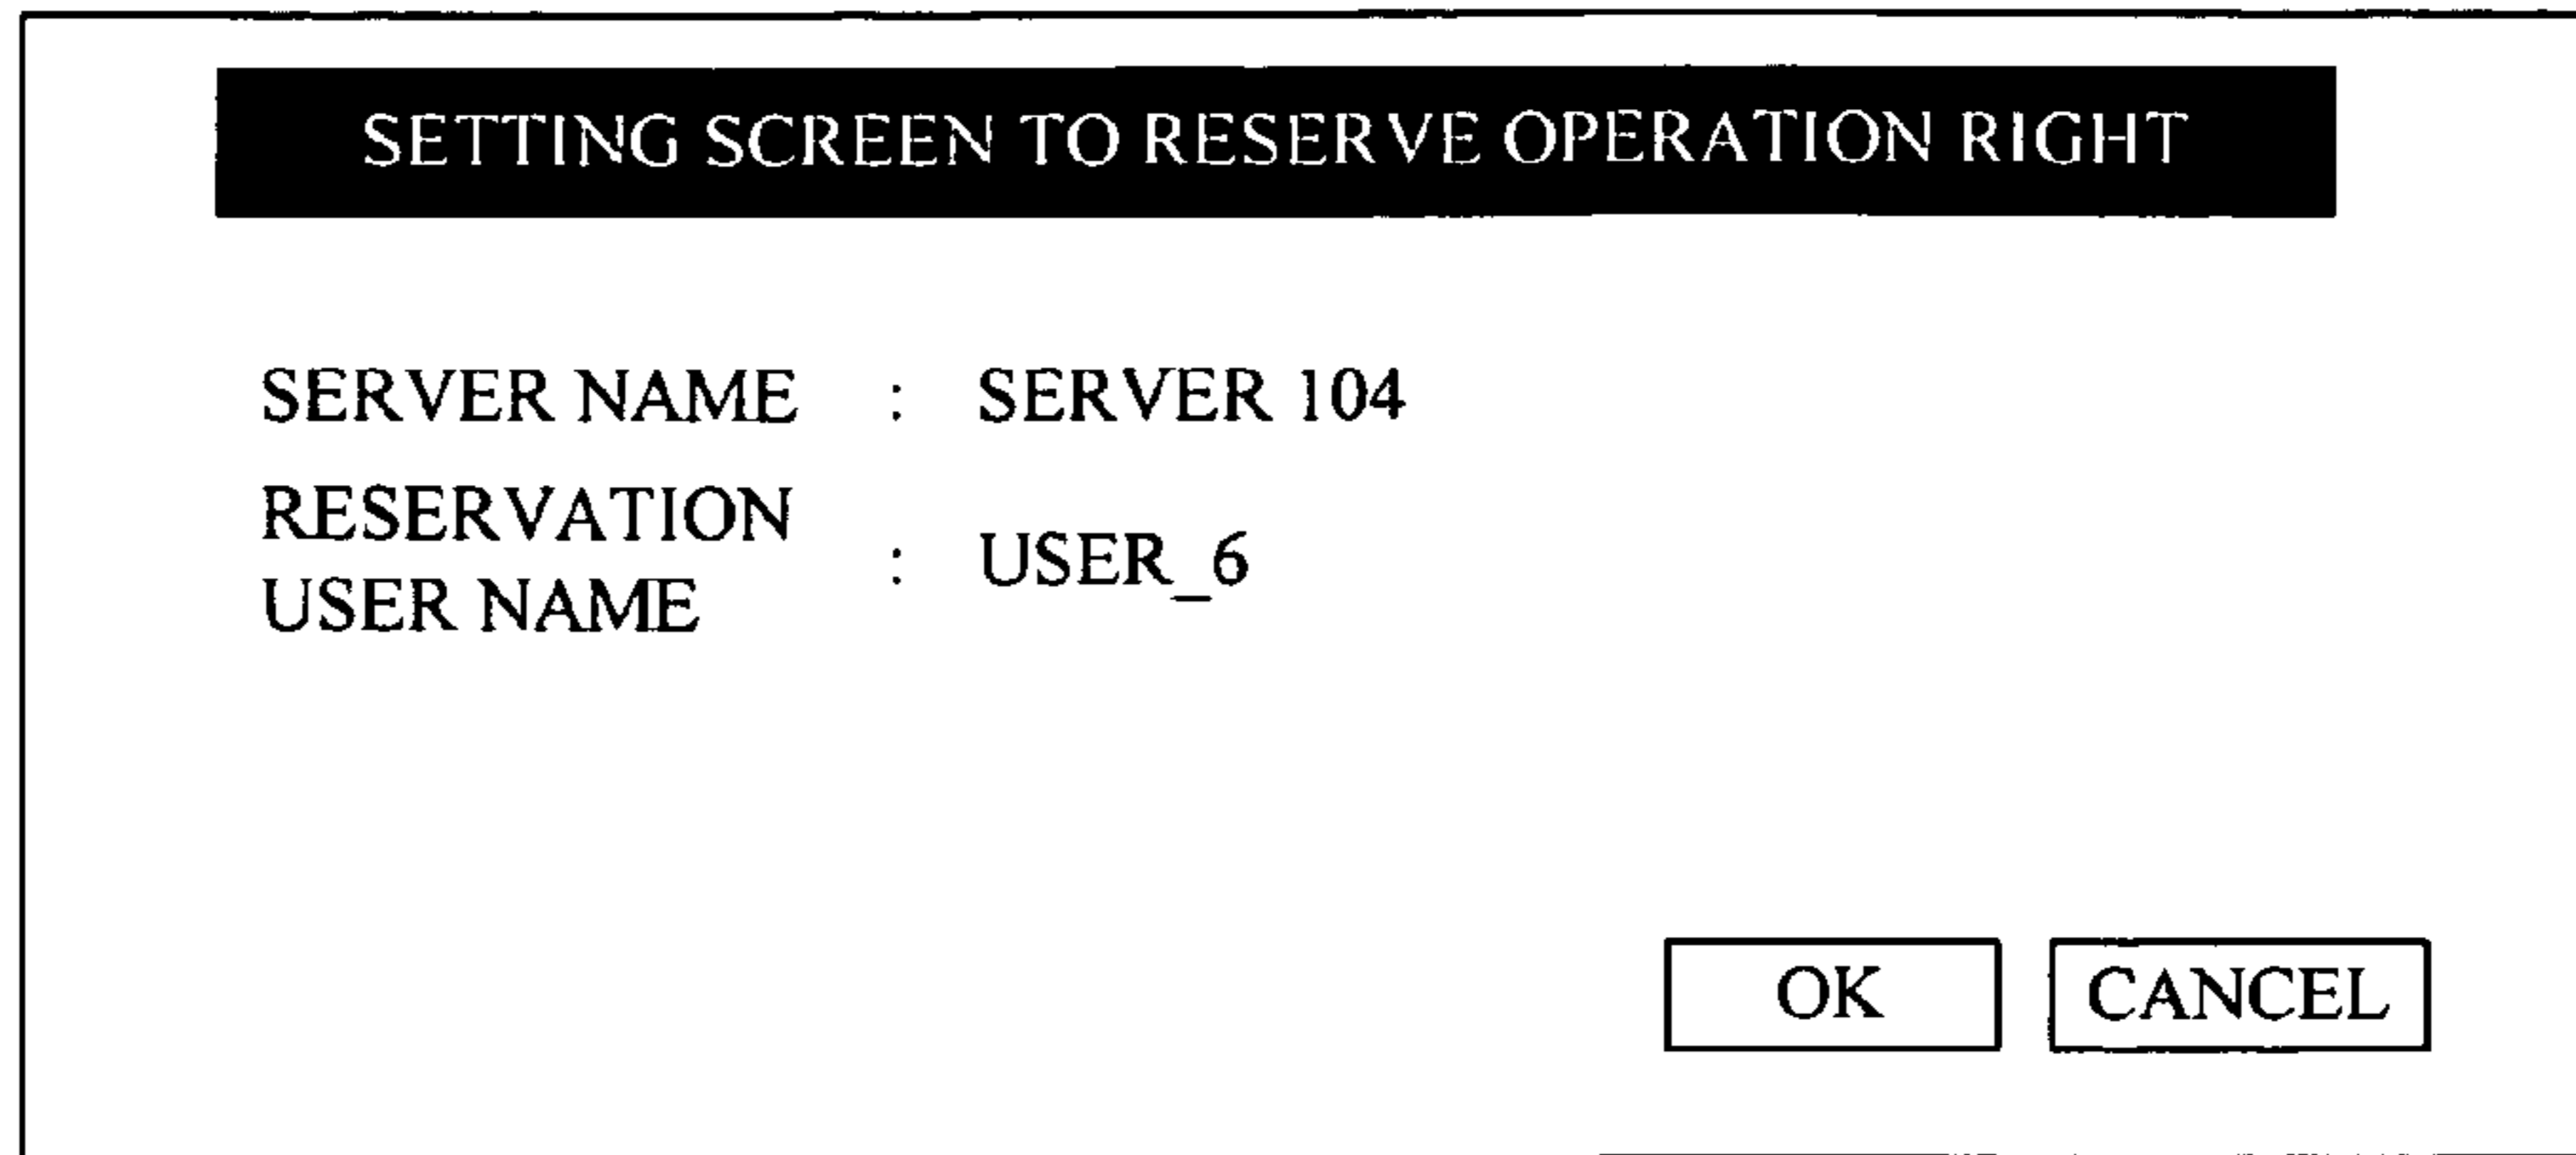 SETTING SCREEN TO RESERVE OPERATION RIGHT
SERVER NAME : SERVER 104
RESERVATION
USER NAME : USER_6
OK CANCEL